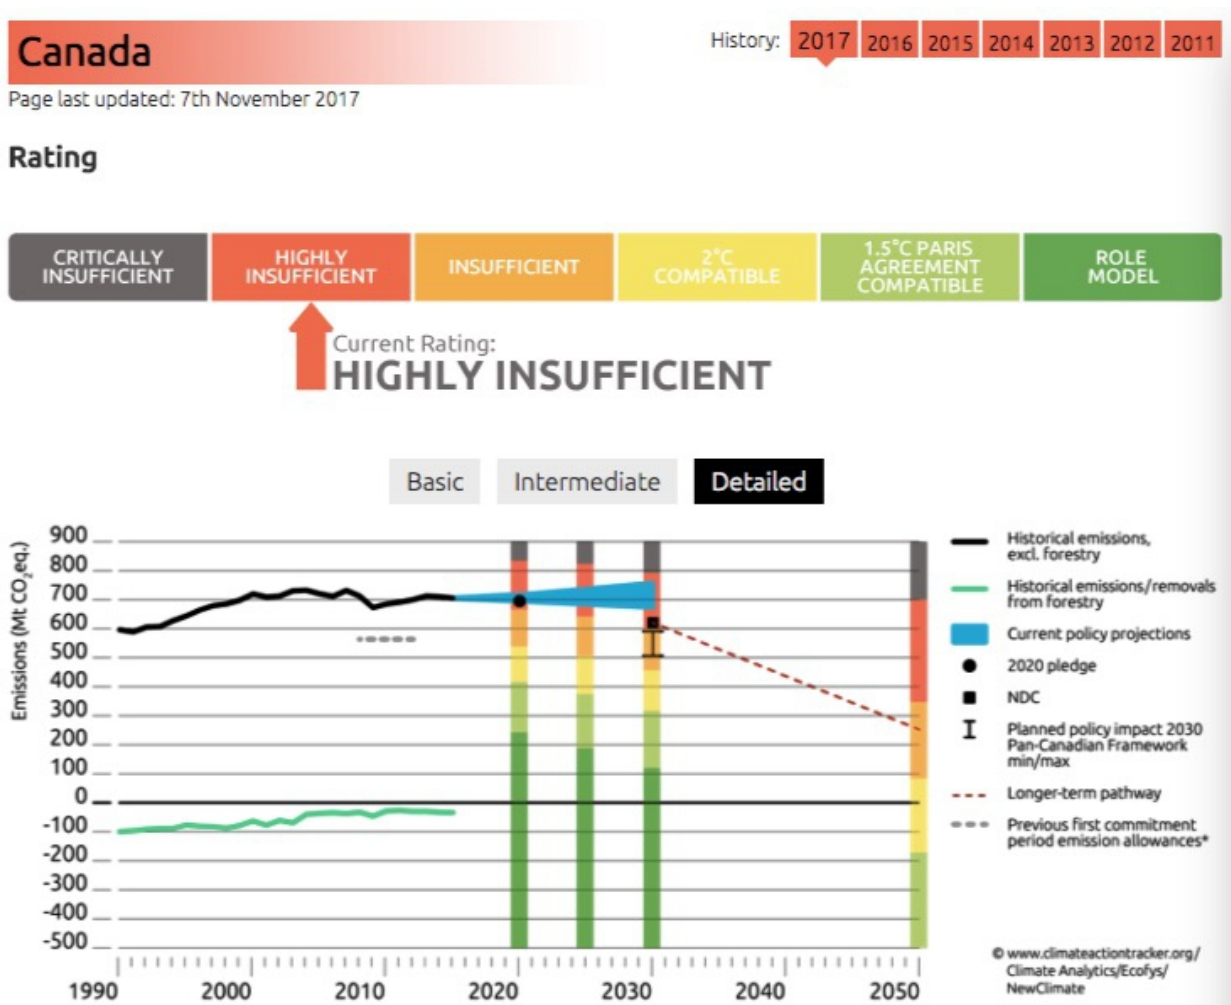 Canada
History: 2017 2016 2015 2014 2013 2012 2011
Page last updated: 7th November 2017
Rating
CRITICALLY
INSUFFICIENT
HIGHLY
INSUFFICIENT
INSUFFICIENT
2°C
COMPATIBLE
1.5°C PARIS
AGREEMENT
COMPATIBLE
ROLE
MODEL
Current Rating:
HIGHLY INSUFFICIENT
Basic
Intermediate
Detailed
Emissions (Mt CO₂eq.)
900
800
700
600
500
400
300
200
100
0
-100
-200
-300
-400
-500
1990 2000 2010 2020 2030 2040 2050
Historical emissions,
excl. forestry
Historical emissions/removals
from forestry
Current policy projections
2020 pledge
NDC
Planned policy impact 2030
Pan-Canadian Framework
min/max
Longer-term pathway
Previous first commitment
period emission allowances*
© www.climateactiontracker.org/
Climate Analytics/Ecofys/
NewClimate